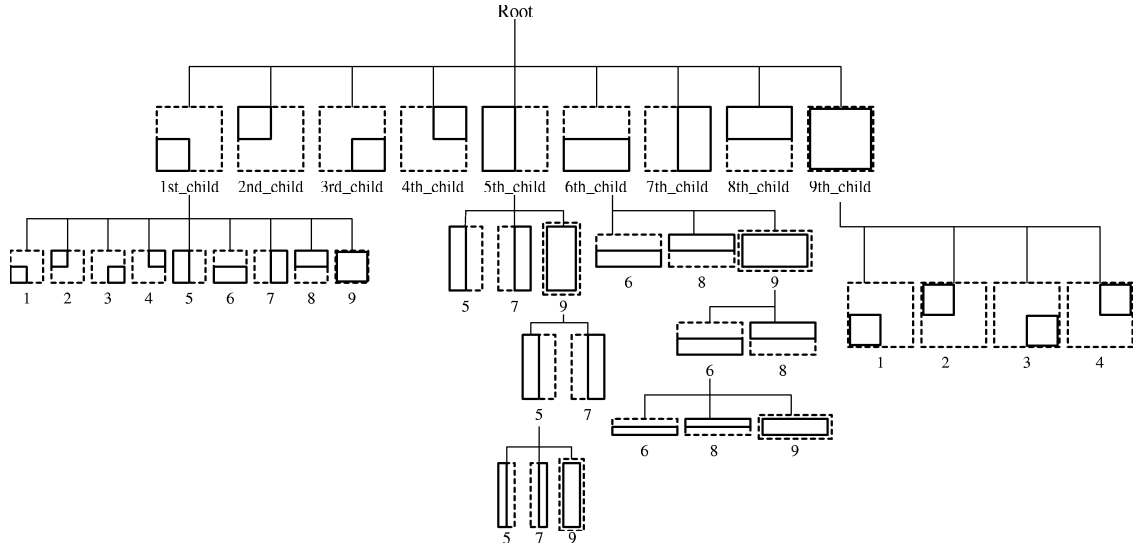 Root
1st_child 2nd_child 3rd_child 4th_child 5th_child 6th_child 7th_child 8th_child 9th_child
1 2 3 4 5 6 7 8 9
5 7 9
6 8 9
1 2 3 4
6 8
5 7
6 8 9
5 7 9